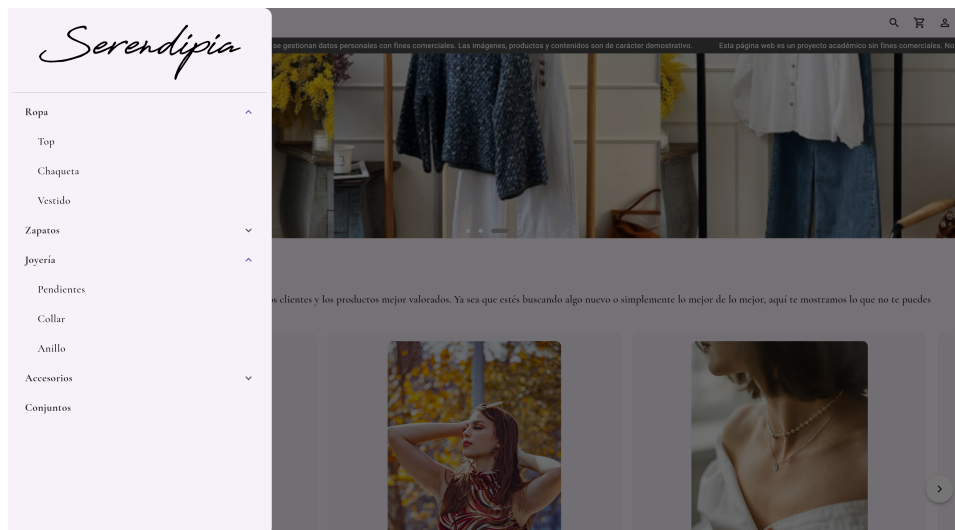 Serendipia
se gestionan datos personales con fines comerciales. Las imágenes, productos y contenidos son de carácter demostrativo. Esta página web es un proyecto académico sin fines comerciales. No
Ropa
Top
Chaqueta
Vestido
Zapatos
Joyería
Pendientes
Collar
Anillo
Accesorios
Conjuntos
clientes y los productos mejor valorados. Ya sea que estés buscando algo nuevo o simplemente lo mejor de lo mejor, aquí te mostramos lo que no te puedes